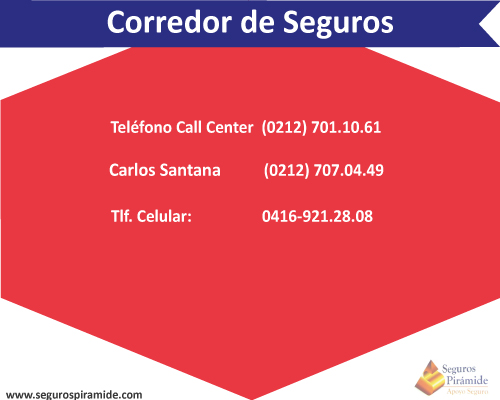 Corredor de Seguros
Teléfono Call Center (0212) 701.10.61
Carlos Santana (0212) 707.04.49
Tlf. Celular: 0416-921.28.08
Seguros
Pirámide
Apoyo Seguro
www.segurospiramide.com